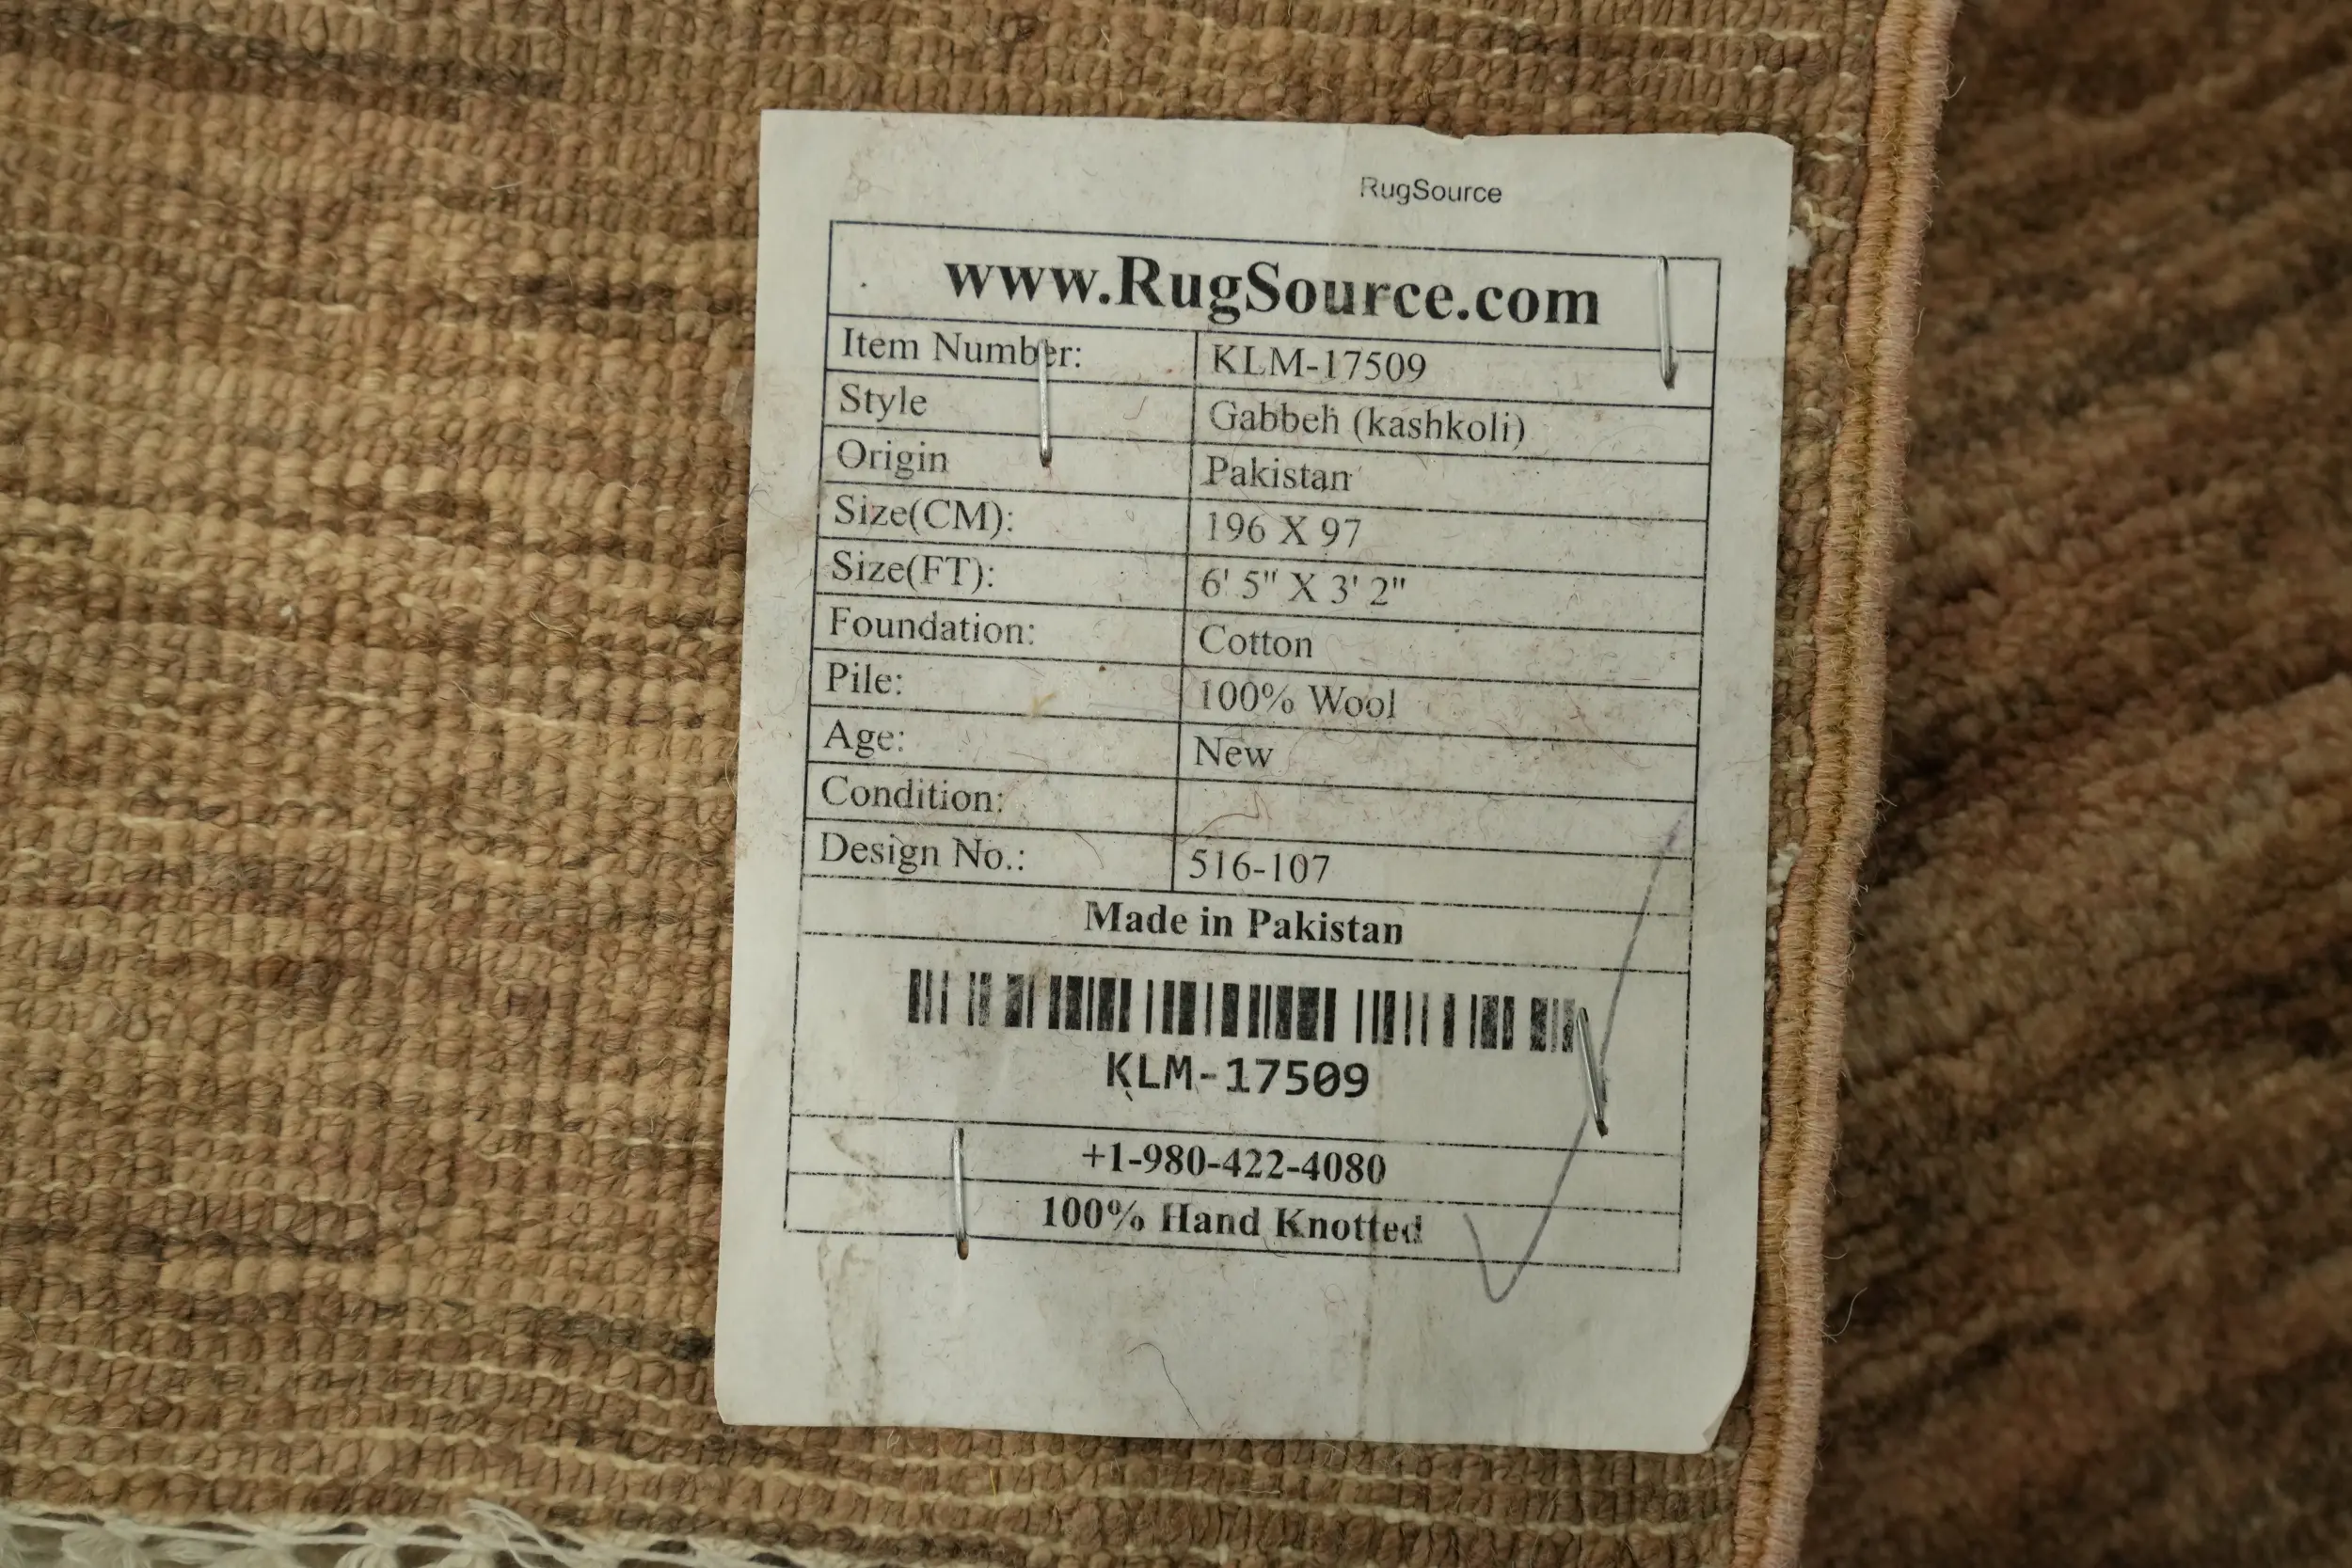 RugSource
www.RugSource.com
Item Number: KLM-17509
Style Gabbeh (kashkoli)
Origin Pakistan
Size(CM): 196 X 97
Size(FT): 6' 5" X 3' 2"
Foundation: Cotton
Pile: 100% Wool
Age: New
Condition:
Design No.: 516-107
Made in Pakistan
KLM-17509
+1-980-422-4080
100% Hand Knotted